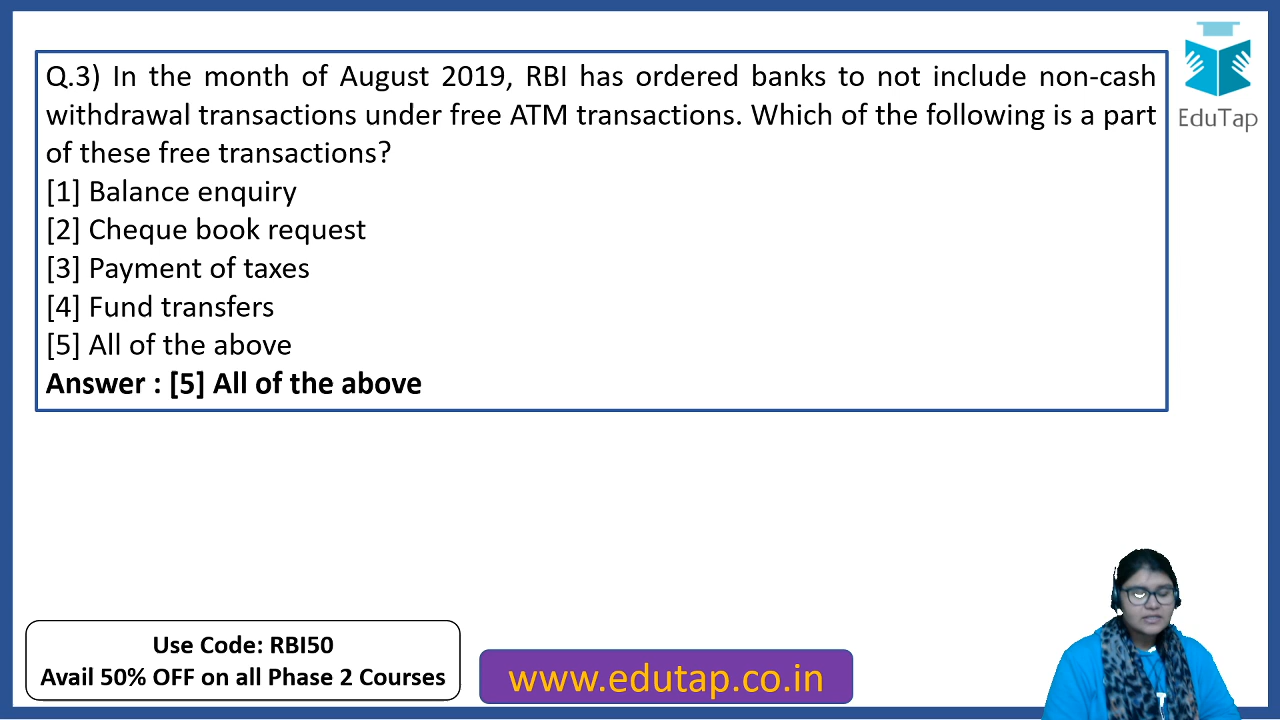 Q.3) In the month of August 2019, RBI has ordered banks to not include non-cash
withdrawal transactions under free ATM transactions. Which of the following is a part
of these free transactions?
[1] Balance enquiry
[2] Cheque book request
[3] Payment of taxes
[4] Fund transfers
[5] All of the above
Answer : [5] All of the above
EduTap
Use Code: RBI50
Avail 50% OFF on all Phase 2 Courses
www.edutap.co.in